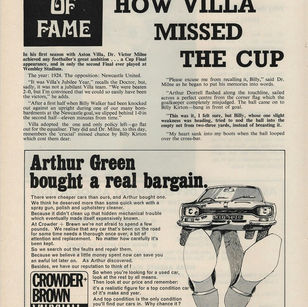 OF
FAME
HOW VILLA
MISSED
THE CUP
In his first season with Aston Villa, Dr. Victor Milne
achieved any footballer's great ambition . . . a Cup Final
appearance, and in only the second Final ever played at
Wembley Stadium.
The year: 1924. The opposition: Newcastle United.
"It was Villa's Jubilee Year," recalls the Doctor, but,
sadly, it was not a jubilant Villa team. "We were beaten
2-0, but I'm convinced that we could so easily have been
the victors," he added.
"After a first half when Billy Walker had been knocked
out against an upright during one of our many bom-
bardments at the Newcastle goal, we slipped behind 1-0 in
the second half—eleven minutes from time."
Villa adopted the one and only policy left—go flat
out for the equaliser. They did and Dr. Milne, to this day,
remembers the 'crucial' missed chance by Billy Kirton
which cost them dear.
"Please excuse me from recalling it, Billy," said Dr.
Milne as he began to put his memories into words.
"Arthur Dorrell flashed along the touchline, sailed
across a perfect centre from the corner flag which the
goalkeeper completely misjudged. The ball came on to
Billy Kirton—bang in front of goal.
"This was it, I felt sure, but Billy, whose one slight
weakness was heading, tried to nod the ball into the
"My heart sank into my boots when the ball looped
over the cross-bar.
Arthur Green
bought a real bargain.
There were cheaper cars than ours, and Arthur bought one.
We think he deserved more than some quick work with a
spray gun, polish and upholstery cleaner.
Because it didn't clean up that hidden mechanical trouble
which eventually made itself expensively known.
At Crowder & Brown we're not afraid to spend a few
pounds. We realise that any car that's been on the road
for some time needs a thorough once over, a bit of
attention and replacement. No matter how carefully it's
been kept.
So we search out the faults and repair them.
Because we believe a little money spent now can save you
an awful lot later on. As Arthur discovered.
Besides, we have our reputation to think of!
CROWDER-
BROWN
So when you're looking for a used car,
look at the rest by all means.
Then look at our price and remember:
it's a realistic figure for a top condition car
of it's make and year.
And top condition is the only condition
you'll find our cars in. Why chance it?